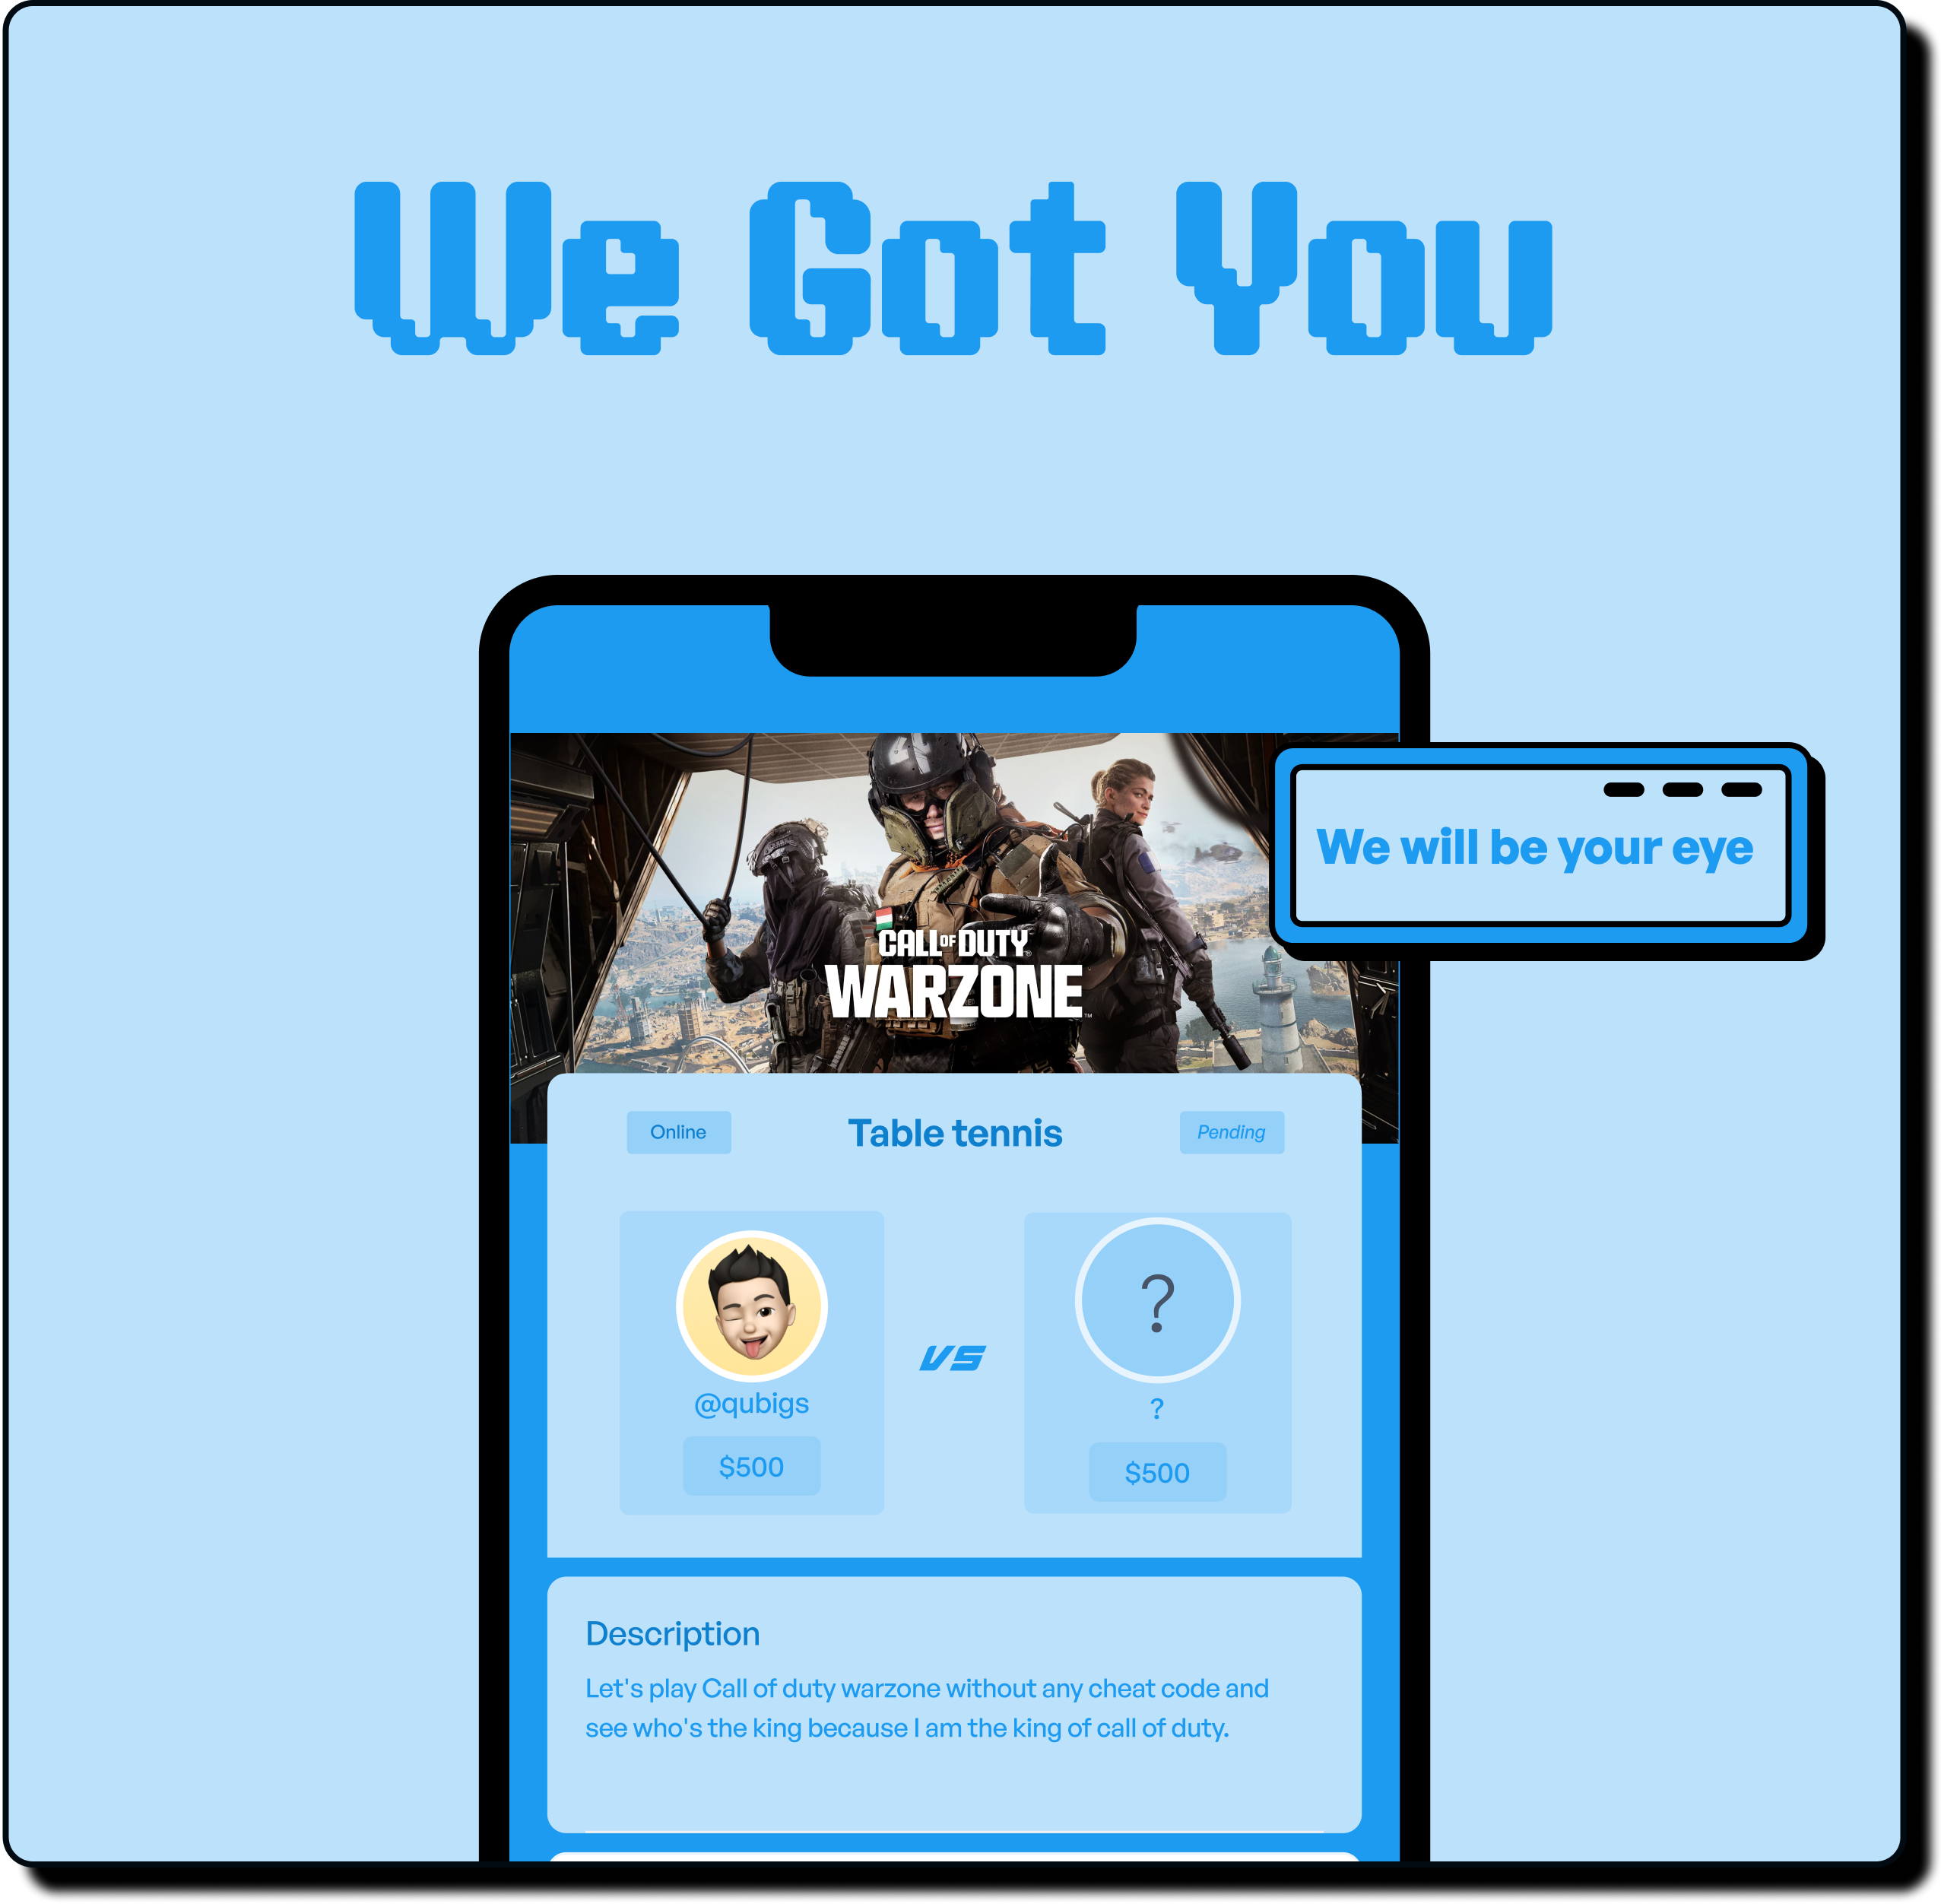 We Got You
We will be your eye
CALL OF DUTY
WARZONE™
Online
Table tennis
Pending
?
@qubigs
VS
?
$500
$500
Description
Let's play Call of duty warzone without any cheat code and
see who's the king because I am the king of call of duty.